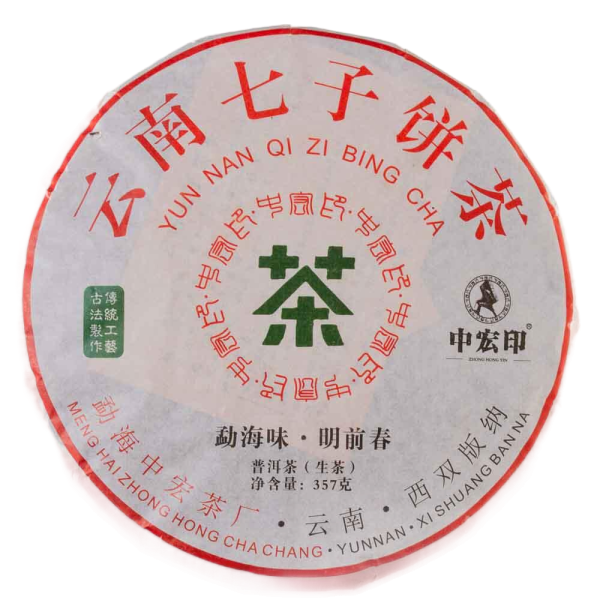 云南七子饼茶
YUN NAN QI ZI BING CHA
中宏印·中宏印·中宏印·中宏印·中宏印·中宏印·中宏印·中宏印·
茶
傳統工藝
古法製作
中宏印®
ZHONG HONG YIN
勐海味·明前春
普洱茶(生茶)
净含量:357克
勐海中宏茶厂·云南·西双版纳
MENG HAI ZHONG HONG CHA CHANG·YUNNAN·XI SHUANG BAN NA